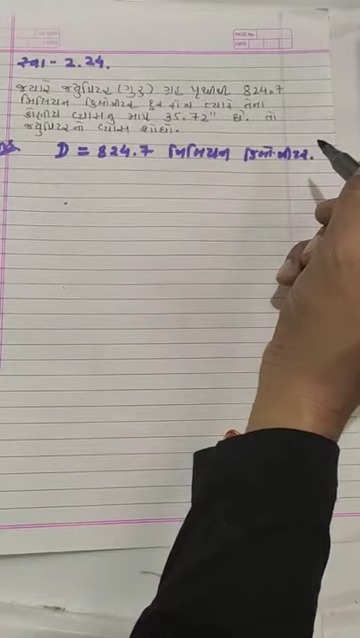 સ્વા-2.24.
જ્યારે જ્યુપિટર (ગુરુ) ગ્રહ પૃથ્વીથી 824.7
મિલિયન કિલોમીટર દૂર હોય ત્યારે તેના
કોણીય વ્યાસનું માપ 35.72" છે. તો
જ્યુપિટરનો વ્યાસ શોધો.
D = 824.7 મિલિયન કિલોમીટર.